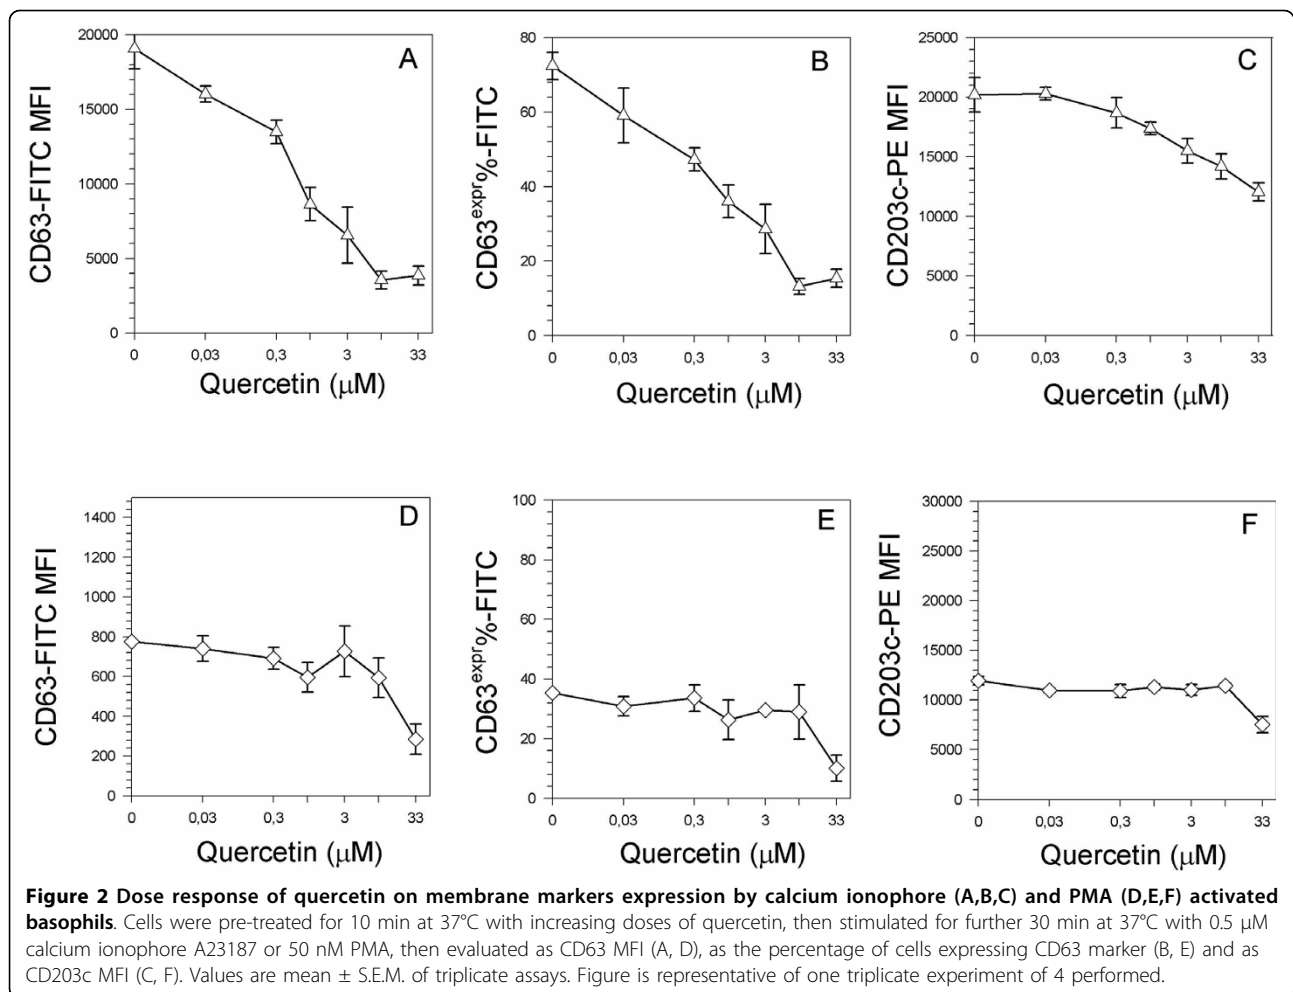 A
CD63-FITC MFI
20000
15000
10000
5000
0
0 0,03 0,3 3 33
Quercetin (μM)
B
CD63expr%-FITC
80
60
40
20
0
0 0,03 0,3 3 33
Quercetin (μM)
C
CD203c-PE MFI
25000
20000
15000
10000
5000
0
0 0,03 0,3 3 33
Quercetin (μM)
D
CD63-FITC MFI
1400
1200
1000
800
600
400
200
0
0 0,03 0,3 3 33
Quercetin (μM)
E
CD63expr%-FITC
100
80
60
40
20
0
0 0,03 0,3 3 33
Quercetin (μM)
F
CD203c-PE MFI
30000
25000
20000
15000
10000
5000
0
0 0,03 0,3 3 33
Quercetin (μM)
Figure 2 Dose response of quercetin on membrane markers expression by calcium ionophore (A,B,C) and PMA (D,E,F) activated
basophils. Cells were pre-treated for 10 min at 37°C with increasing doses of quercetin, then stimulated for further 30 min at 37°C with 0.5 μM
calcium ionophore A23187 or 50 nM PMA, then evaluated as CD63 MFI (A, D), as the percentage of cells expressing CD63 marker (B, E) and as
CD203c MFI (C, F). Values are mean ± S.E.M. of triplicate assays. Figure is representative of one triplicate experiment of 4 performed.